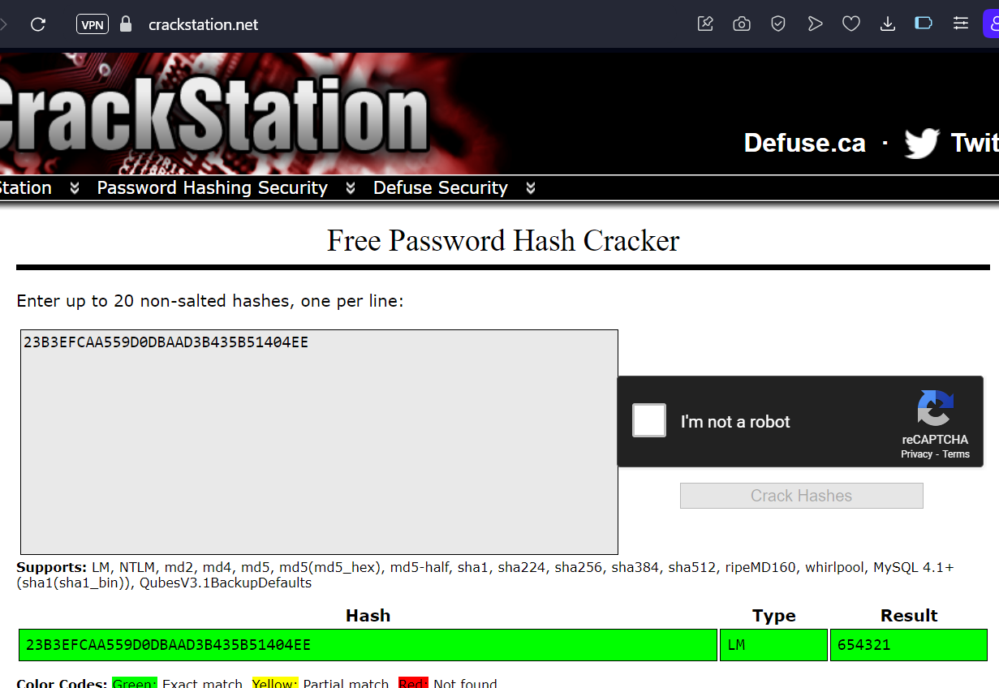 VPN crackstation.net
CrackStation
Defuse.ca · Twit
Station Password Hashing Security Defuse Security
Free Password Hash Cracker
Enter up to 20 non-salted hashes, one per line:
23B3EFCAA559D0DBAAD3B435B51404EE
I'm not a robot
reCAPTCHA
Privacy - Terms
Crack Hashes
Supports: LM, NTLM, md2, md4, md5, md5(md5_hex), md5-half, sha1, sha224, sha256, sha384, sha512, ripeMD160, whirlpool, MySQL 4.1+
(sha1(sha1_bin)), QubesV3.1BackupDefaults
Hash Type Result
23B3EFCAA559D0DBAAD3B435B51404EE LM 654321
Color Codes: Green: Exact match, Yellow: Partial match, Red: Not found.